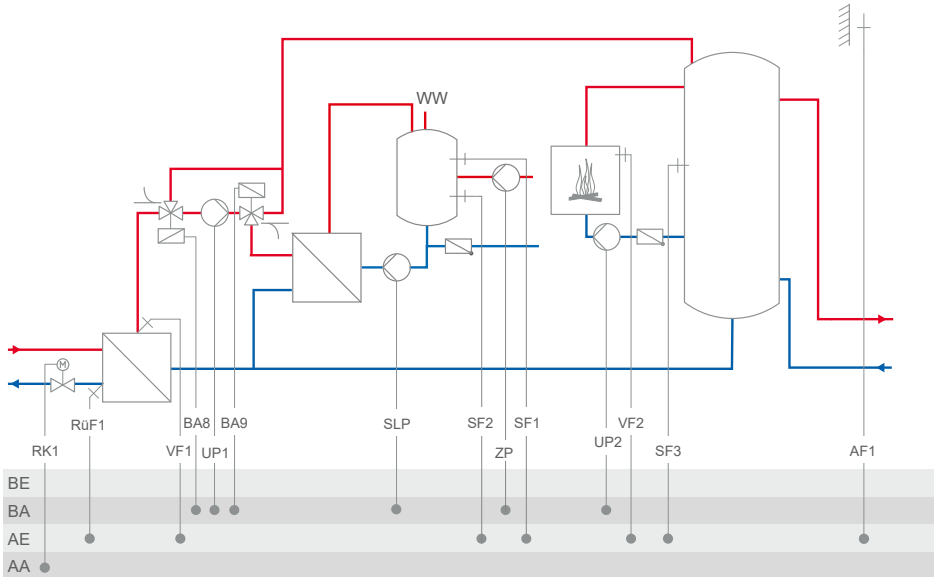 WW
M
RüF1
BA8
BA9
SLP
SF2
SF1
VF2
RK1
VF1
UP1
ZP
UP2
SF3
AF1
BE
BA
AE
AA